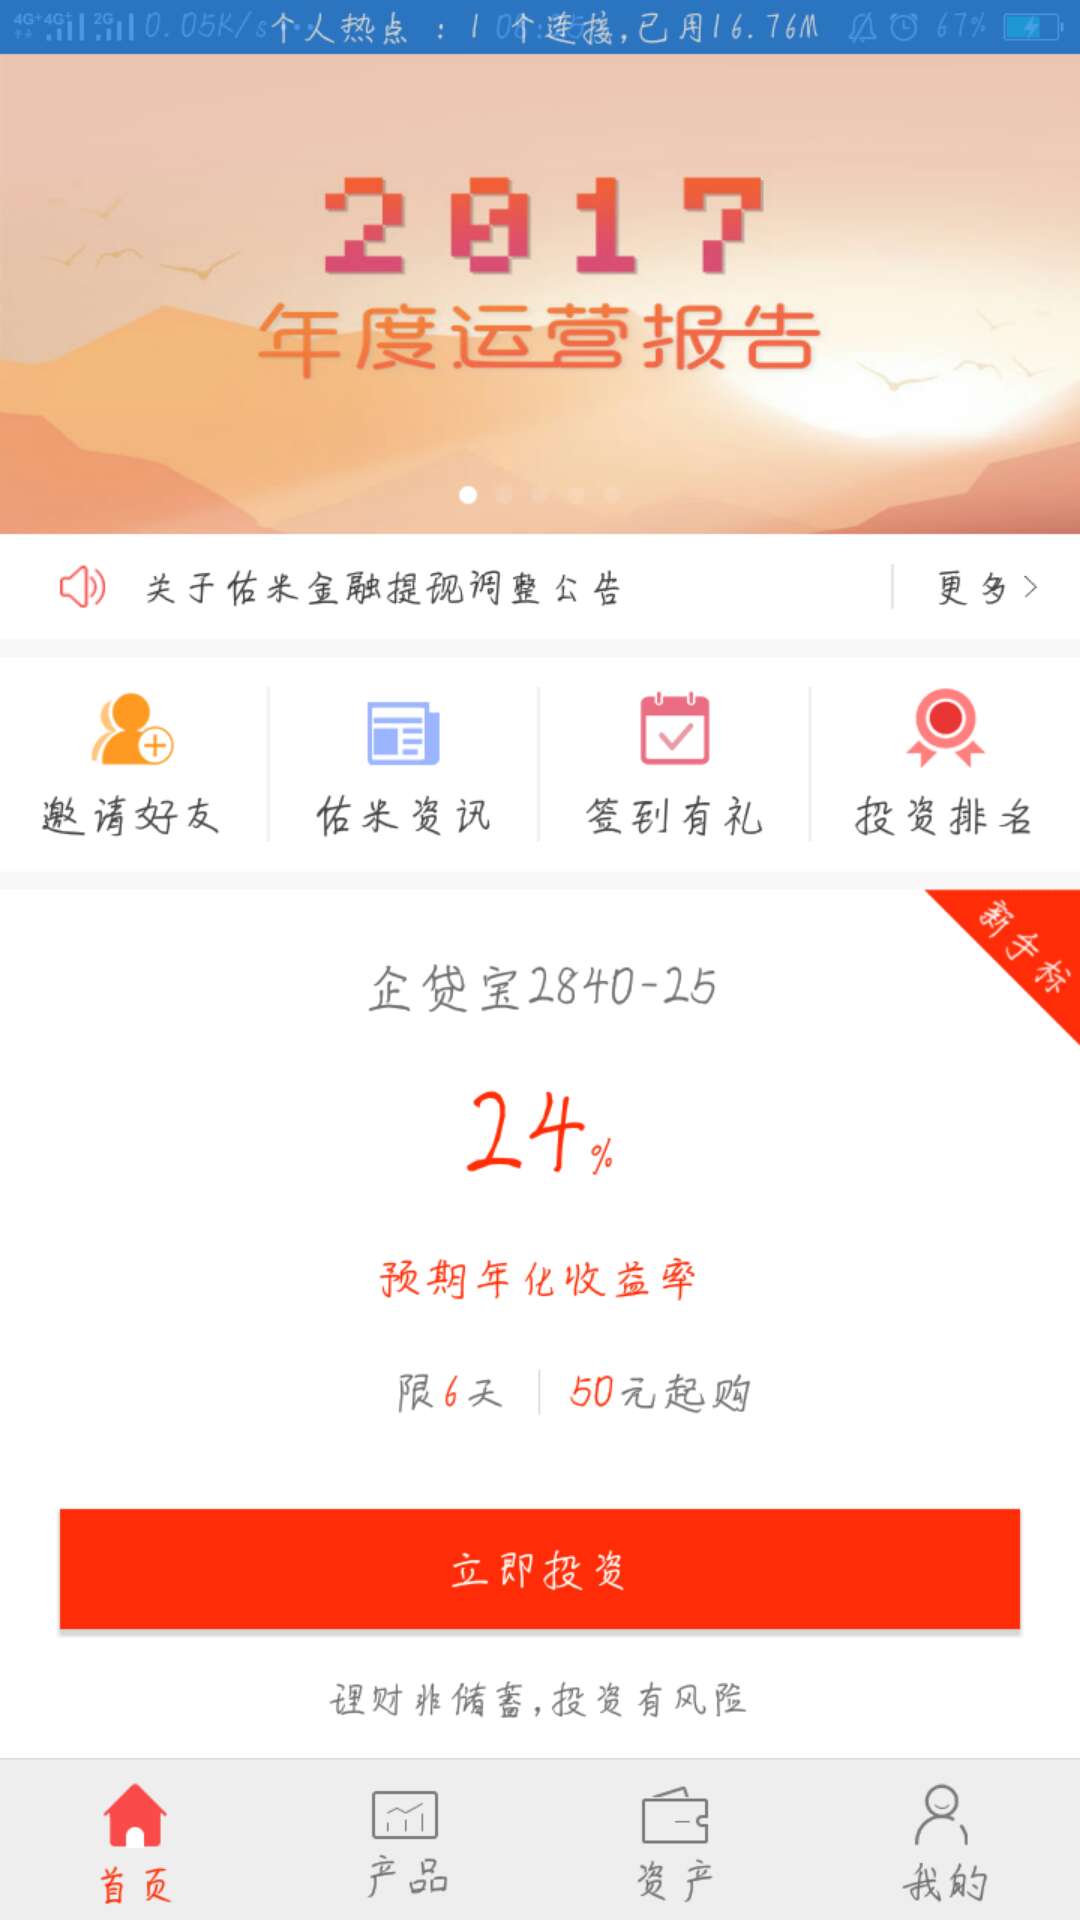 4G+ 4G+ 2G 0.05K/s 个人热点 : 1 个连接,已用16.76M 67%
2017
年度运营报告
关于佑米金融提现调整公告 更多
邀请好友 佑米资讯 签到有礼 投资排名
新手标
企贷宝2840-25
24%
预期年化收益率
限6天 50元起购
立即投资
理财非储蓄,投资有风险
首页 产品 资产 我的